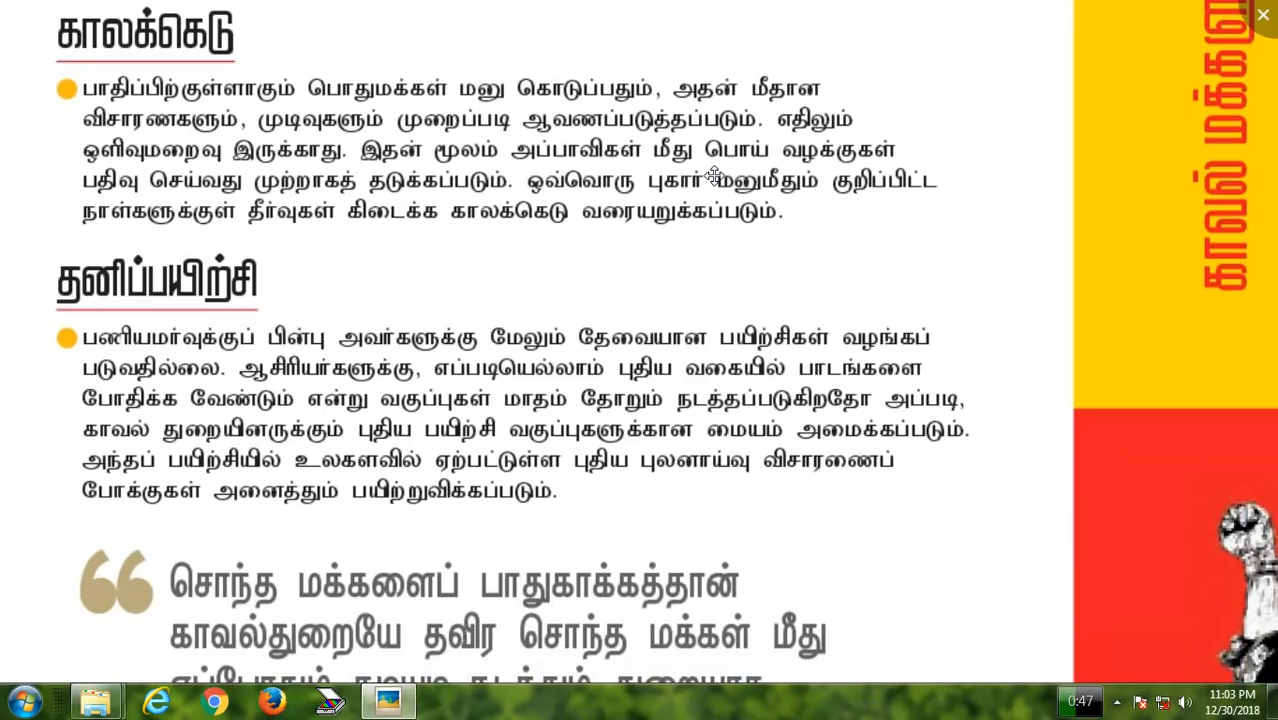 காலக்கெடு
பாதிப்பிற்குள்ளாகும் பொதுமக்கள் மனு கொடுப்பதும், அதன் மீதான
விசாரணகளும், முடிவுகளும் முறைப்படி ஆவணப்படுத்தப்படும். எதிலும்
ஒளிவுமறைவு இருக்காது. இதன் மூலம் அப்பாவிகள் மீது பொய் வழக்குகள்
பதிவு செய்வது முற்றாகத் தடுக்கப்படும். ஒவ்வொரு புகார் மனுமீதும் குறிப்பிட்ட
நாள்களுக்குள் தீர்வுகள் கிடைக்க காலக்கெடு வரையறுக்கப்படும்.
தனிப்பயிற்சி
பணியமர்வுக்குப் பின்பு அவர்களுக்கு மேலும் தேவையான பயிற்சிகள் வழங்கப்
படுவதில்லை. ஆசிரியர்களுக்கு, எப்படியெல்லாம் புதிய வகையில் பாடங்களை
போதிக்க வேண்டும் என்று வகுப்புகள் மாதம் தோறும் நடத்தப்படுகிறதோ அப்படி,
காவல் துறையினருக்கும் புதிய பயிற்சி வகுப்புகளுக்கான மையம் அமைக்கப்படும்.
அந்தப் பயிற்சியில் உலகளவில் ஏற்பட்டுள்ள புதிய புலனாய்வு விசாரணைப்
போக்குகள் அனைத்தும் பயிற்றுவிக்கப்படும்.
சொந்த மக்களைப் பாதுகாக்கத்தான்
காவல்துறையே தவிர சொந்த மக்கள் மீது
காவல்
0:47
11:03 PM
12/30/2018